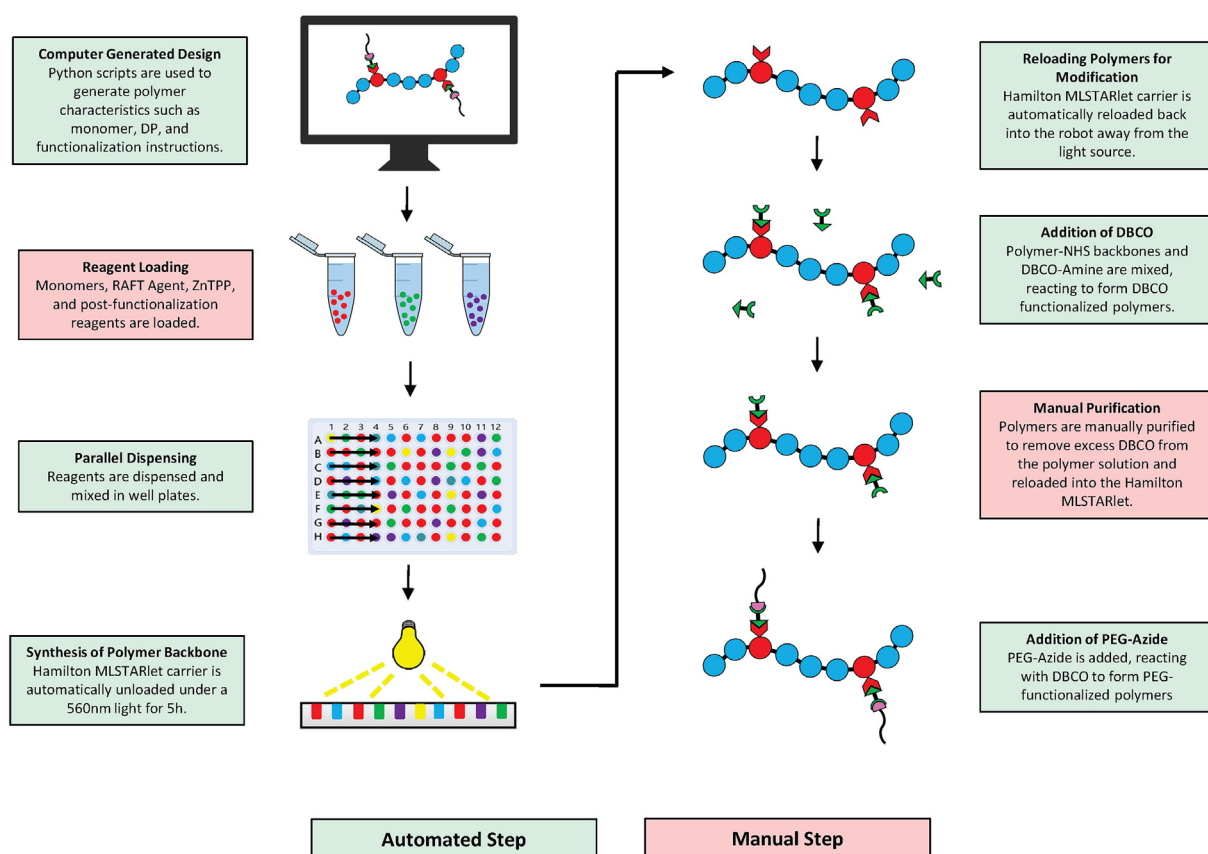 Computer Generated Design
Python scripts are used to
generate polymer
characteristics such as
monomer, DP, and
functionalization instructions.
Reagent Loading
Monomers, RAFT Agent, ZnTPP,
and post-functionalization
reagents are loaded.
Parallel Dispensing
Reagents are dispensed and
mixed in well plates.
1 2 3 4 5 6 7 8 9 10 11 12
A
B
C
D
E
F
G
H
Synthesis of Polymer Backbone
Hamilton MLSTARlet carrier is
automatically unloaded under a
560nm light for 5h.
Reloading Polymers for
Modification
Hamilton MLSTARlet carrier is
automatically reloaded back
into the robot away from the
light source.
Addition of DBCO
Polymer-NHS backbones and
DBCO-Amine are mixed,
reacting to form DBCO
functionalized polymers.
Manual Purification
Polymers are manually purified
to remove excess DBCO from
the polymer solution and
reloaded into the Hamilton
MLSTARlet.
Addition of PEG-Azide
PEG-Azide is added, reacting
with DBCO to form PEG-
functionalized polymers
Automated Step
Manual Step